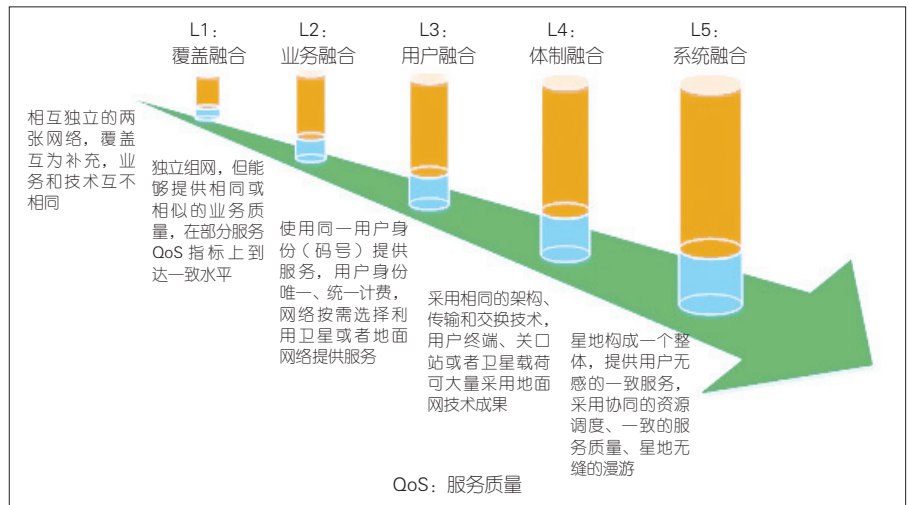 L1：
覆盖融合
L2：
业务融合
L3：
用户融合
L4：
体制融合
L5：
系统融合
相互独立的两
张网络，覆盖
互为补充，业
务和技术互不
相同
独立组网，但能
够提供相同或
相似的业务质
量，在部分服务
QoS 指标上到
达一致水平
使用同一用户
身份（码号）提供
服务，用户身份
唯一、统一计费，
网络按需选择利
用卫星或者地面
网络提供服务
采用相同的架构、
传输和交换技术，
用户终端、关口
站或者卫星载荷
可大量采用地面
网技术成果
星地构成一个整
体，提供用户无
感的一致服务，
采用协同的资源
调度、一致的服
务质量、星地无
缝的漫游
QoS：服务质量